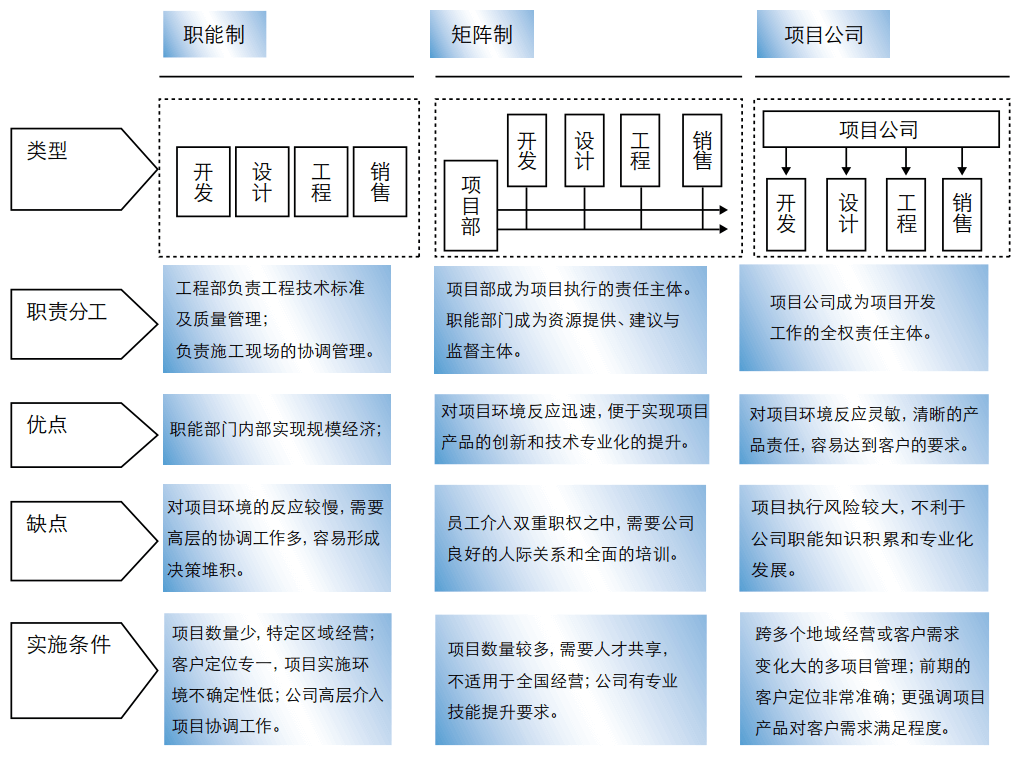 职能制
矩阵制
项目公司
类型
开发
设计
工程
销售
项目部
开发
设计
工程
销售
项目公司
开发
设计
工程
销售
职责分工
工程部负责工程技术标准
及质量管理；
负责施工现场的协调管理。
项目部成为项目执行的责任主体。
职能部门成为资源提供、建议与
监督主体。
项目公司成为项目开发
工作的全权责任主体。
优点
职能部门内部实现规模经济；
对项目环境反应迅速，便于实现项目
产品的创新和技术专业化的提升。
对项目环境反应灵敏，清晰的产
品责任，容易达到客户的要求。
缺点
对项目环境的反应较慢，需要
高层的协调工作多，容易形成
决策堆积。
员工介入双重职权之中，需要公司
良好的人际关系和全面的培训。
项目执行风险较大，不利于
公司职能知识积累和专业化
发展。
实施条件
项目数量少，特定区域经营；
客户定位专一，项目实施环
境不确定性低；公司高层介入
项目协调工作。
项目数量较多，需要人才共享，
不适用于全国经营；公司有专业
技能提升要求。
跨多个地域经营或客户需求
变化大的多项目管理；前期的
客户定位非常准确；更强调项目
产品对客户需求满足程度。